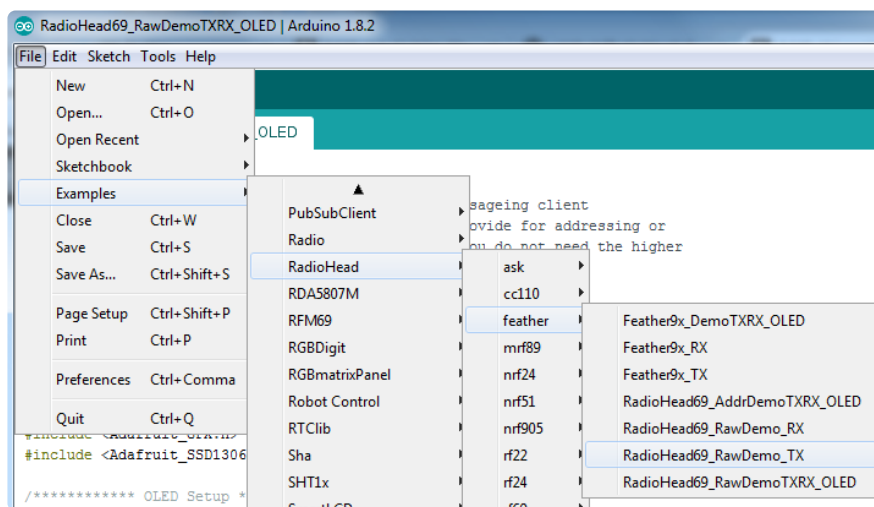 RadioHead69_RawDemoTXRX_OLED | Arduino 1.8.2
File Edit Sketch Tools Help
New Ctrl+N
Open... Ctrl+O
Open Recent
Sketchbook
Examples
Close Ctrl+W
Save Ctrl+S
Save As... Ctrl+Shift+S
Page Setup Ctrl+Shift+P
Print Ctrl+P
Preferences Ctrl+Comma
Quit Ctrl+Q
_OLED
PubSubClient
Radio
RadioHead
RDA5807M
RFM69
RGBDigit
RGBmatrixPanel
Robot Control
RTClib
Sha
SHT1x
ask
cc110
feather
mrf89
nrf24
nrf51
nrf905
rf22
rf24
Feather9x_DemoTXRX_OLED
Feather9x_RX
Feather9x_TX
RadioHead69_AddrDemoTXRX_OLED
RadioHead69_RawDemo_RX
RadioHead69_RawDemo_TX
RadioHead69_RawDemoTXRX_OLED
sageing client
ovide for addressing or
ou do not need the higher
#include <Adafruit_GFX.h>
#include <Adafruit_SSD1306
/************ OLED Setup *